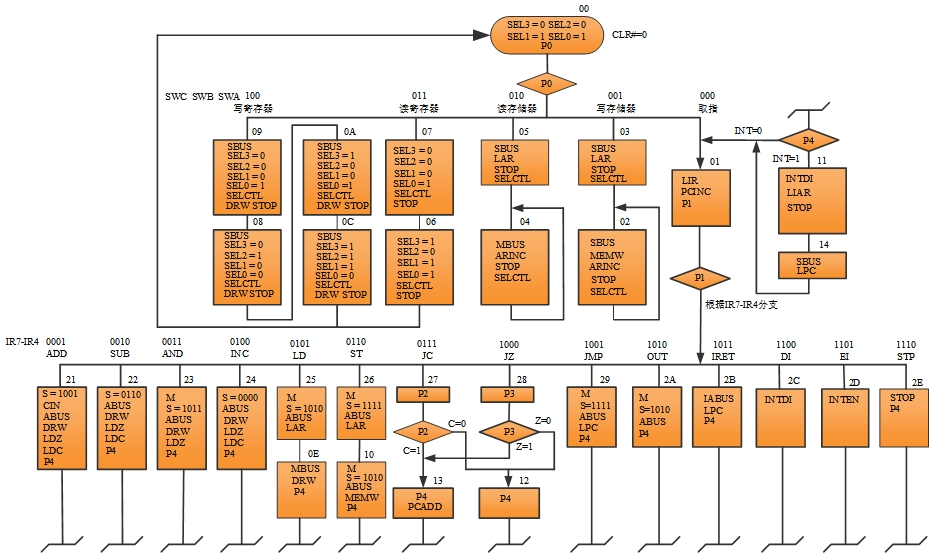 00
SEL3=0 SEL2=0
SEL1=1 SEL0=1
P0
CLR#=0
P0
SWC SWB SWA
100
写寄存器
011
读寄存器
010
读存储器
001
写存储器
000
取指
09
SBUS
SEL3=0
SEL2=0
SEL1=0
SEL0=1
SELCTL
DRW STOP
0A
SBUS
SEL3=1
SEL2=0
SEL1=0
SEL0=1
SELCTL
DRW STOP
07
SEL3=0
SEL2=0
SEL1=0
SEL0=1
SELCTL
STOP
05
SBUS
LAR
STOP
SELCTL
03
SBUS
LAR
STOP
SELCTL
INT=0
P4
INT=1
01
LIR
PCINC
P1
11
INTDI
LIAR
STOP
08
SBUS
SEL3=0
SEL2=1
SEL1=0
SEL0=0
SELCTL
DRWSTOP
0C
SBUS
SEL3=1
SEL2=1
SEL1=1
SEL0=0
SELCTL
DRW STOP
06
SEL3=1
SEL2=0
SEL1=1
SEL0=1
SELCTL
STOP
04
MBUS
ARINC
STOP
SELCTL
02
SBUS
MEMW
ARINC
STOP
SELCTL
14
SBUS
LPC
P1
根据IR7-IR4分支
IR7-IR4
0001
ADD
0010
SUB
0011
AND
0100
INC
0101
LD
0110
ST
0111
JC
1000
JZ
1001
JMP
1010
OUT
1011
IRET
1100
DI
1101
EI
1110
STP
21
S=1001
CIN
ABUS
DRW
LDZ
LDC
P4
22
S=0110
ABUS
DRW
LDZ
LDC
P4
23
M
S=1011
ABUS
DRW
LDZ
P4
24
S=0000
ABUS
DRW
LDZ
LDC
P4
25
M
S=1010
ABUS
LAR
26
M
S=1111
ABUS
LAR
27
P2
P2
C=0
C=1
28
P3
P3
Z=0
Z=1
29
M
S=1111
ABUS
LPC
P4
2A
M
S=1010
ABUS
P4
2B
IABUS
LPC
P4
2C
INTDI
2D
INTEN
2E
STOP
P4
0E
MBUS
DRW
P4
10
M
S=1010
ABUS
MEMW
P4
13
P4
PCADD
12
P4